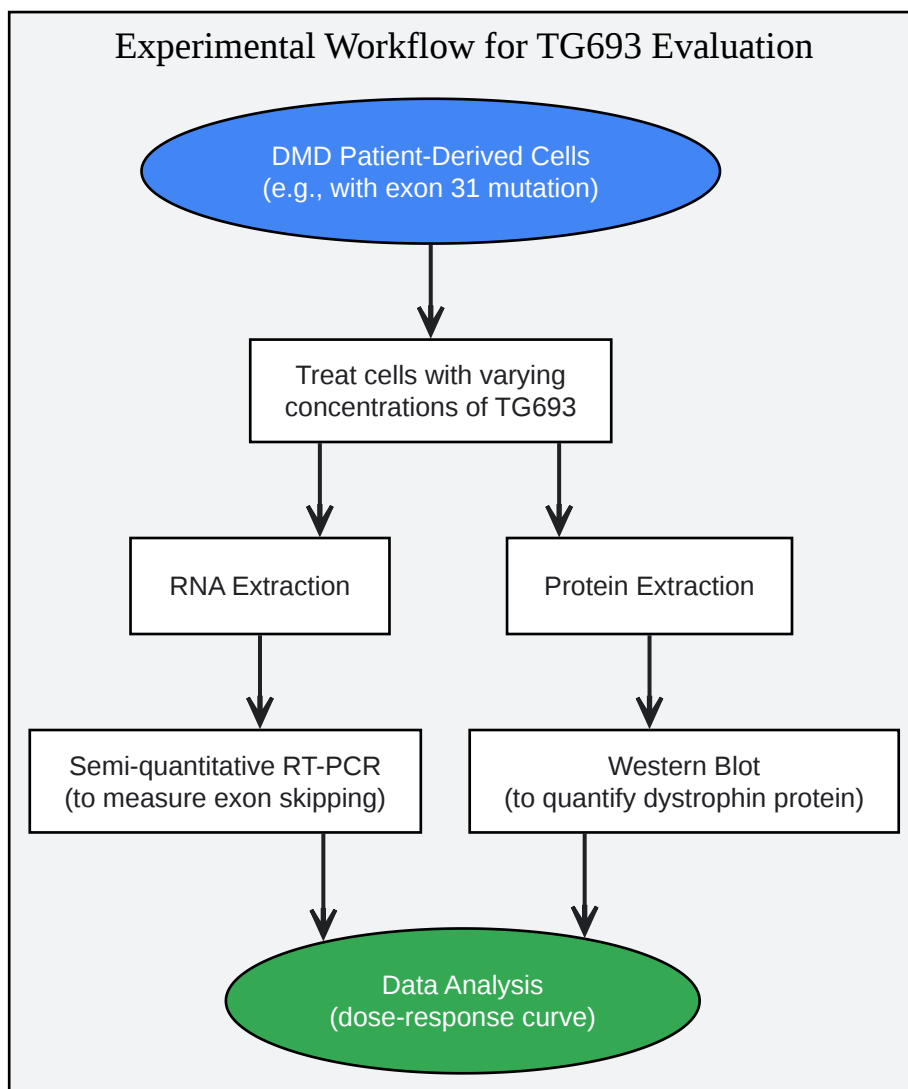 Experimental Workflow for TG693 Evaluation
DMD Patient-Derived Cells
(e.g., with exon 31 mutation)
Treat cells with varying
concentrations of TG693
RNA Extraction
Protein Extraction
Semi-quantitative RT-PCR
(to measure exon skipping)
Western Blot
(to quantify dystrophin protein)
Data Analysis
(dose-response curve)